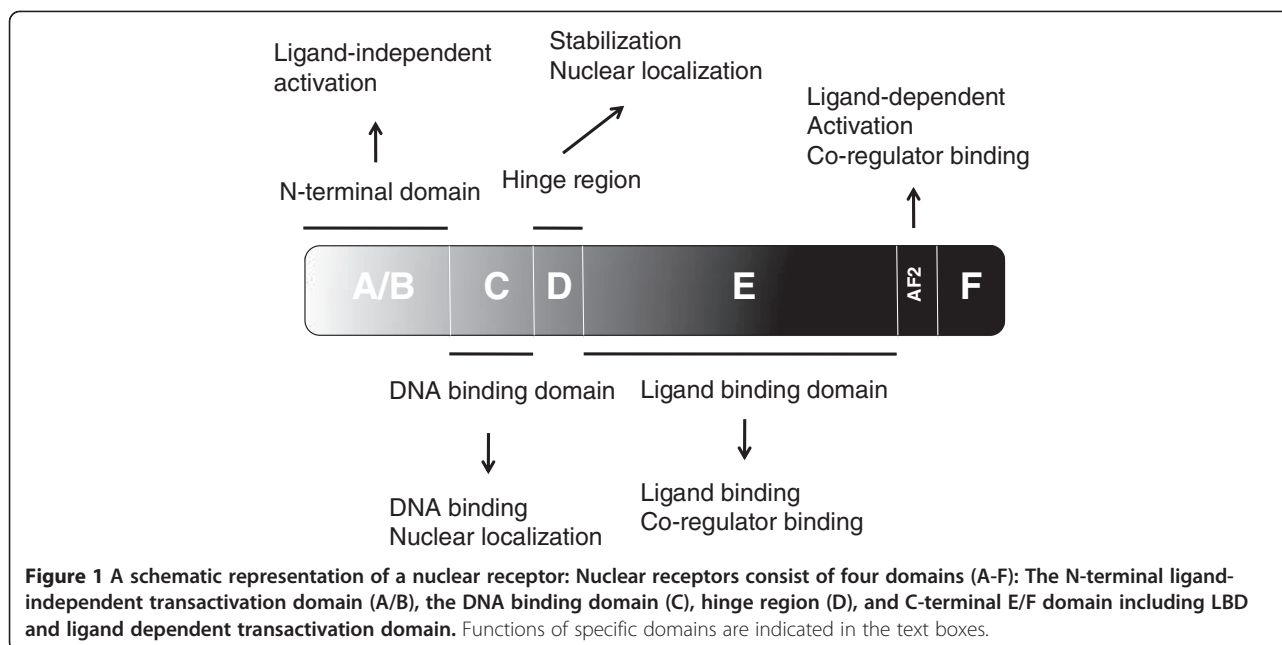 Ligand-independent
activation
Stabilization
Nuclear localization
Ligand-dependent
Activation
Co-regulator binding
N-terminal domain
Hinge region
A/B
C
D
E
AF2
F
DNA binding domain
Ligand binding domain
DNA binding
Nuclear localization
Ligand binding
Co-regulator binding
Figure 1 A schematic representation of a nuclear receptor: Nuclear receptors consist of four domains (A-F): The N-terminal ligand-
independent transactivation domain (A/B), the DNA binding domain (C), hinge region (D), and C-terminal E/F domain including LBD
and ligand dependent transactivation domain. Functions of specific domains are indicated in the text boxes.